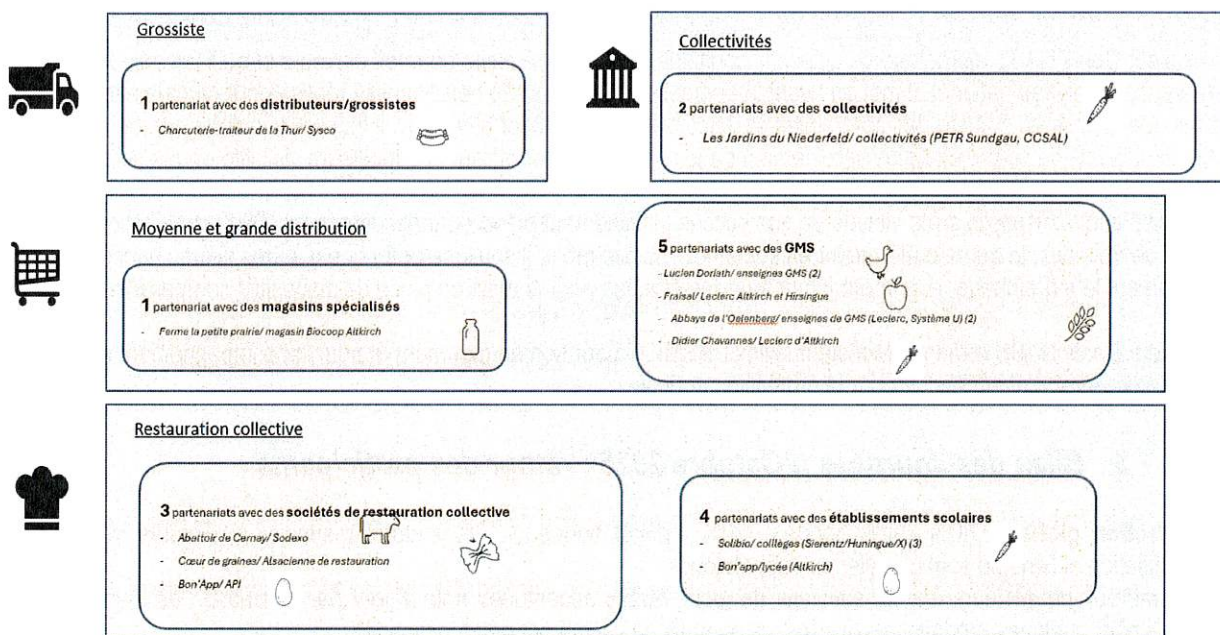 Grossiste
1 partenariat avec des distributeurs/grossistes
- Charcuterie-traiteur de la Thur/ Sysco
Collectivités
2 partenariats avec des collectivités
- Les Jardins du Niederfeld/ collectivités (PETR Sundgau, CCSAL)
Moyenne et grande distribution
1 partenariat avec des magasins spécialisés
- Ferme la petite prairie/ magasin Biocoop Altkirch
5 partenariats avec des GMS
- Lucien Doriath/ enseignes GMS (2)
- Fraisal/ Leclerc Altkirch et Hirsingue
- Abbaye de l'Oelenberg/ enseignes de GMS (Leclerc, Système U) (2)
- Didier Chavannes/ Leclerc d'Altkirch
Restauration collective
3 partenariats avec des sociétés de restauration collective
- Abattoir de Cernay/ Sodexo
- Cœur de graines/ Alsacienne de restauration
- Bon'App/ API
4 partenariats avec des établissements scolaires
- Solibio/ collèges (Sierentz/Huningue/X) (3)
- Bon'app/lycée (Altkirch)